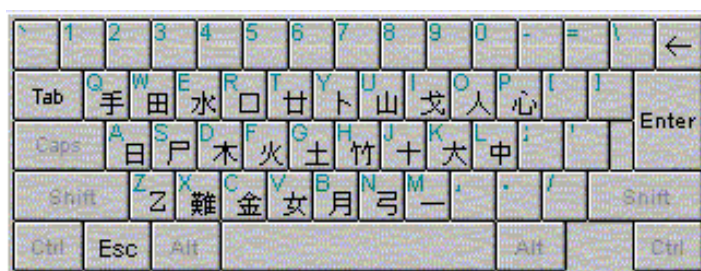 ` 1 2 3 4 5 6 7 8 9 0 - = \ ←
Tab Q手 W田 E水 R口 T廿 Y卜 U山 I戈 O人 P心 [ ] Enter
Caps A日 S尸 D木 F火 G土 H竹 J十 K大 L中 ; '
Shift Z乙 X難 C金 V女 B月 N弓 M一 , . / Shift
Ctrl Esc Alt Alt Ctrl